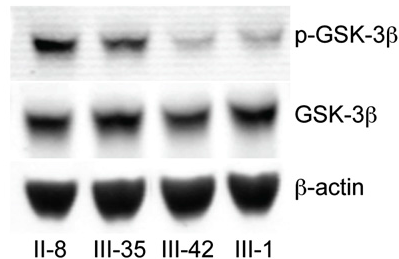 p-GSK-3β
GSK-3β
β-actin
II-8 III-35 III-42 III-1